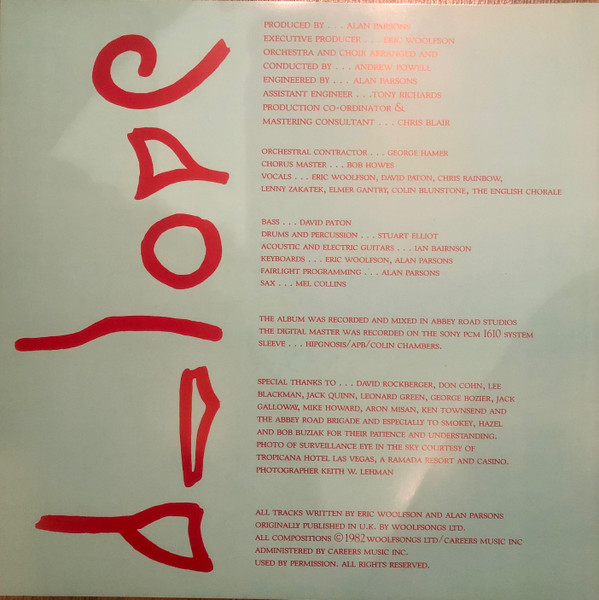 PRODUCED BY . . . ALAN PARSONS
EXECUTIVE PRODUCER . . . ERIC WOOLFSON
ORCHESTRA AND CHOIR ARRANGED AND
CONDUCTED BY . . . ANDREW POWELL
ENGINEERED BY . . . ALAN PARSONS
ASSISTANT ENGINEER . . .TONY RICHARDS
PRODUCTION CO-ORDINATOR &
MASTERING CONSULTANT . . . CHRIS BLAIR
ORCHESTRAL CONTRACTOR . . . GEORGE HAMER
CHORUS MASTER . . . BOB HOWES
VOCALS . . . ERIC WOOLFSON, DAVID PATON, CHRIS RAINBOW,
LENNY ZAKATEK, ELMER GANTRY, COLIN BLUNSTONE, THE ENGLISH CHORALE
BASS . . . DAVID PATON
DRUMS AND PERCUSSION . . . STUART ELLIOT
ACOUSTIC AND ELECTRIC GUITARS . . . IAN BAIRNSON
KEYBOARDS . . . ERIC WOOLFSON, ALAN PARSONS
FAIRLIGHT PROGRAMMING . . . ALAN PARSONS
SAX . . . MEL COLLINS
THE ALBUM WAS RECORDED AND MIXED IN ABBEY ROAD STUDIOS
THE DIGITAL MASTER WAS RECORDED ON THE SONY PCM 1610 SYSTEM
SLEEVE . . . HIPGNOSIS/APB/COLIN CHAMBERS.
SPECIAL THANKS TO . . . DAVID ROCKBERGER, DON COHN, LEE
BLACKMAN, JACK QUINN, LEONARD GREEN, GEORGE BOZIER, JACK
GALLOWAY, MIKE HOWARD, ARON MISAN, KEN TOWNSEND AND
THE ABBEY ROAD BRIGADE AND ESPECIALLY TO SMOKEY, HAZEL
AND BOB BUZIAK FOR THEIR PATIENCE AND UNDERSTANDING.
PHOTO OF SURVEILLANCE EYE IN THE SKY COURTESY OF
TROPICANA HOTEL LAS VEGAS, A RAMADA RESORT AND CASINO.
PHOTOGRAPHER KEITH W. LEHMAN
ALL TRACKS WRITTEN BY ERIC WOOLFSON AND ALAN PARSONS
ORIGINALLY PUBLISHED IN U.K. BY WOOLFSONGS LTD.
ALL COMPOSITIONS © 1982 WOOLFSONGS LTD/CAREERS MUSIC INC
ADMINISTERED BY CAREERS MUSIC INC.
USED BY PERMISSION. ALL RIGHTS RESERVED.